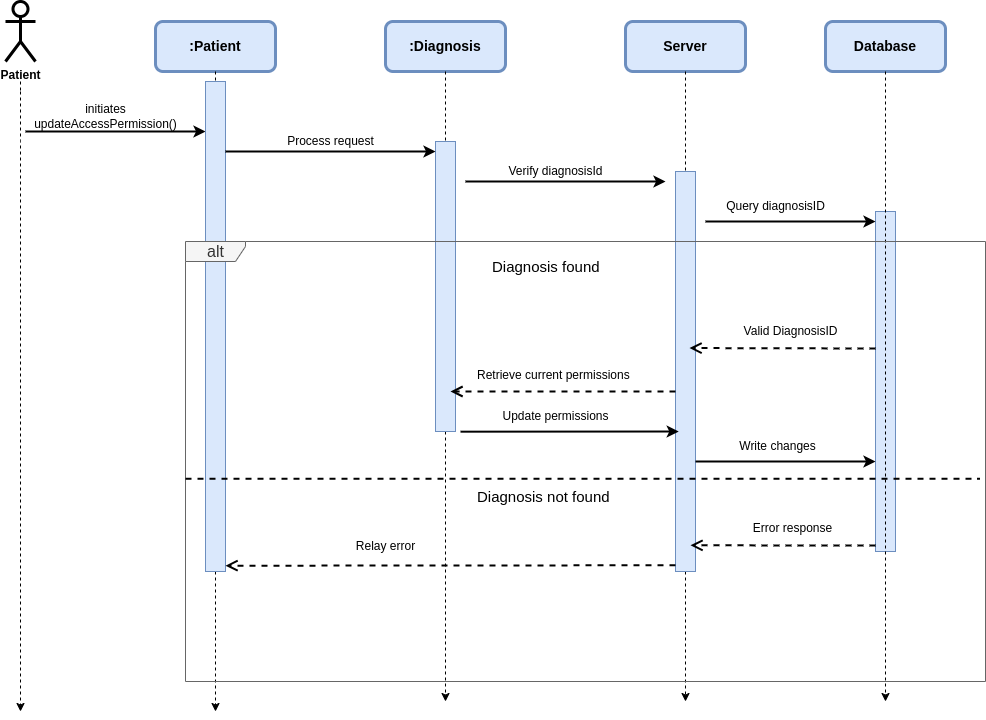 :Patient
:Diagnosis
Server
Database
Patient
initiates
updateAccessPermission()
Process request
Verify diagnosisId
Query diagnosisID
alt
Diagnosis found
Valid DiagnosisID
Retrieve current permissions
Update permissions
Write changes
Diagnosis not found
Error response
Relay error